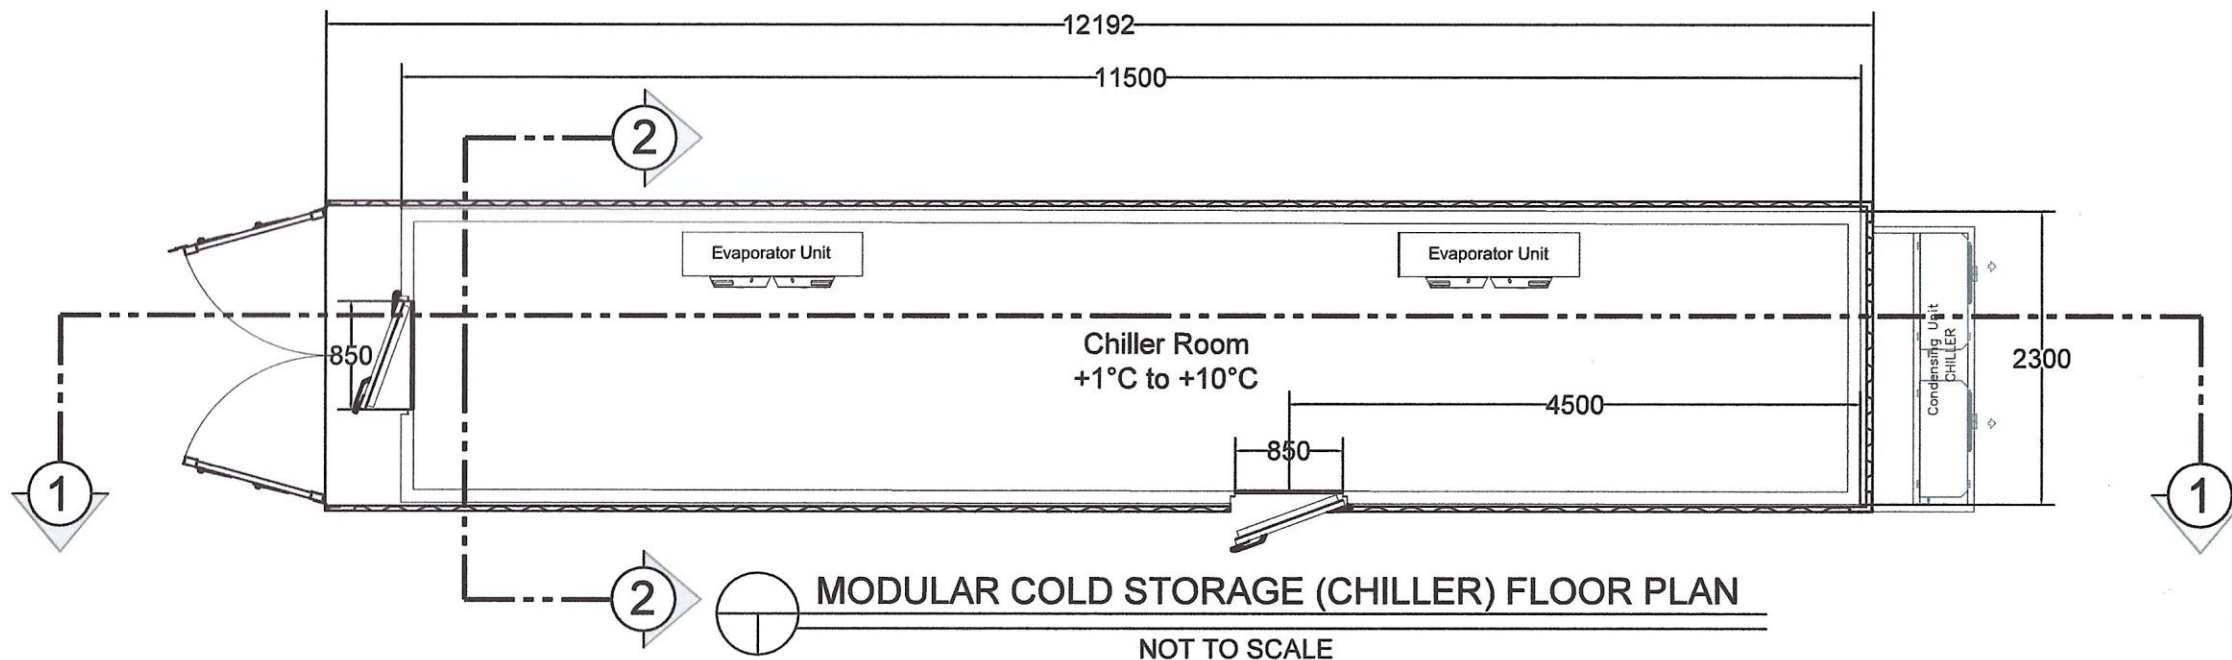 12192
11500
2
Evaporator Unit
Evaporator Unit
850
Chiller Room
+1°C to +10°C
Condensing Unit
CHILLER
2300
4500
850
1
1
2
MODULAR COLD STORAGE (CHILLER) FLOOR PLAN
NOT TO SCALE